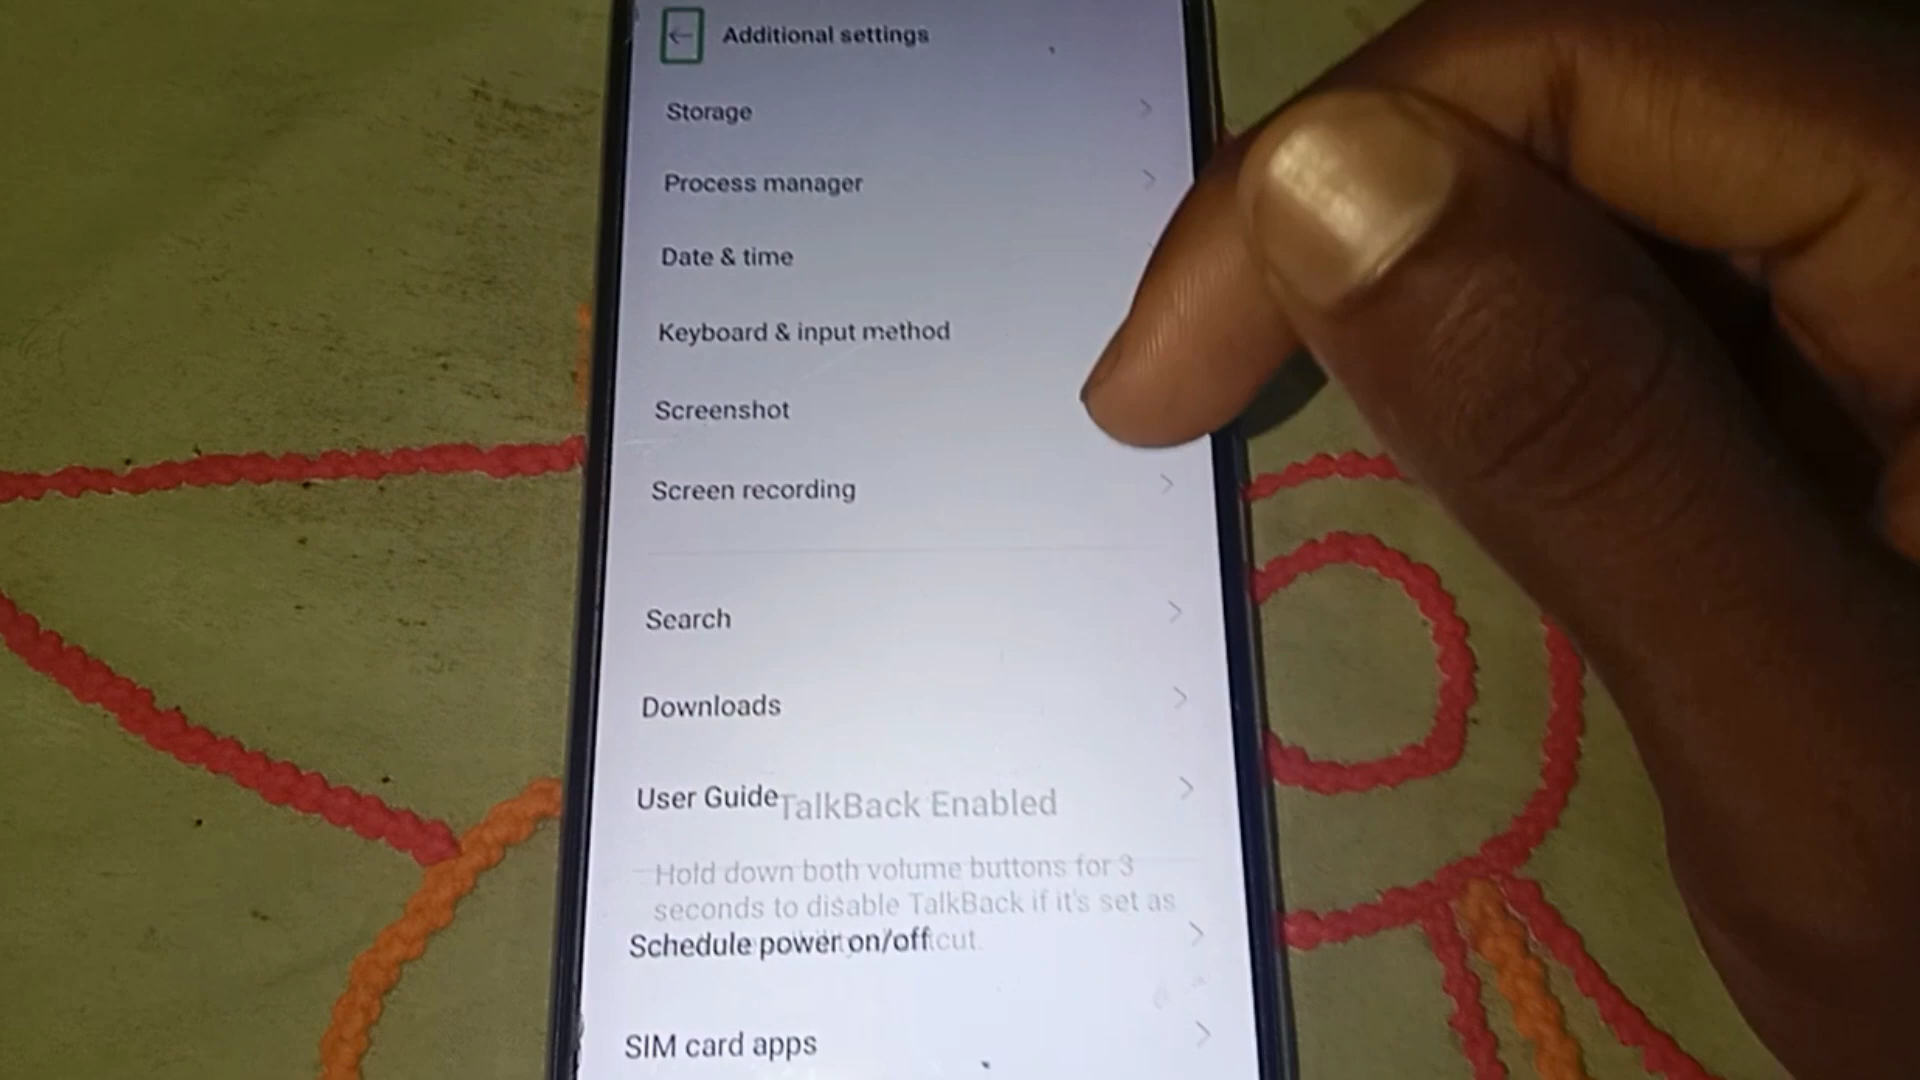 Additional settings
Storage
Process manager
Date & time
Keyboard & input method
Screenshot
Screen recording
Search
Downloads
User Guide
TalkBack Enabled
Hold down both volume buttons for 3
seconds to disable TalkBack if it's set as
Schedule power on/off
SIM card apps